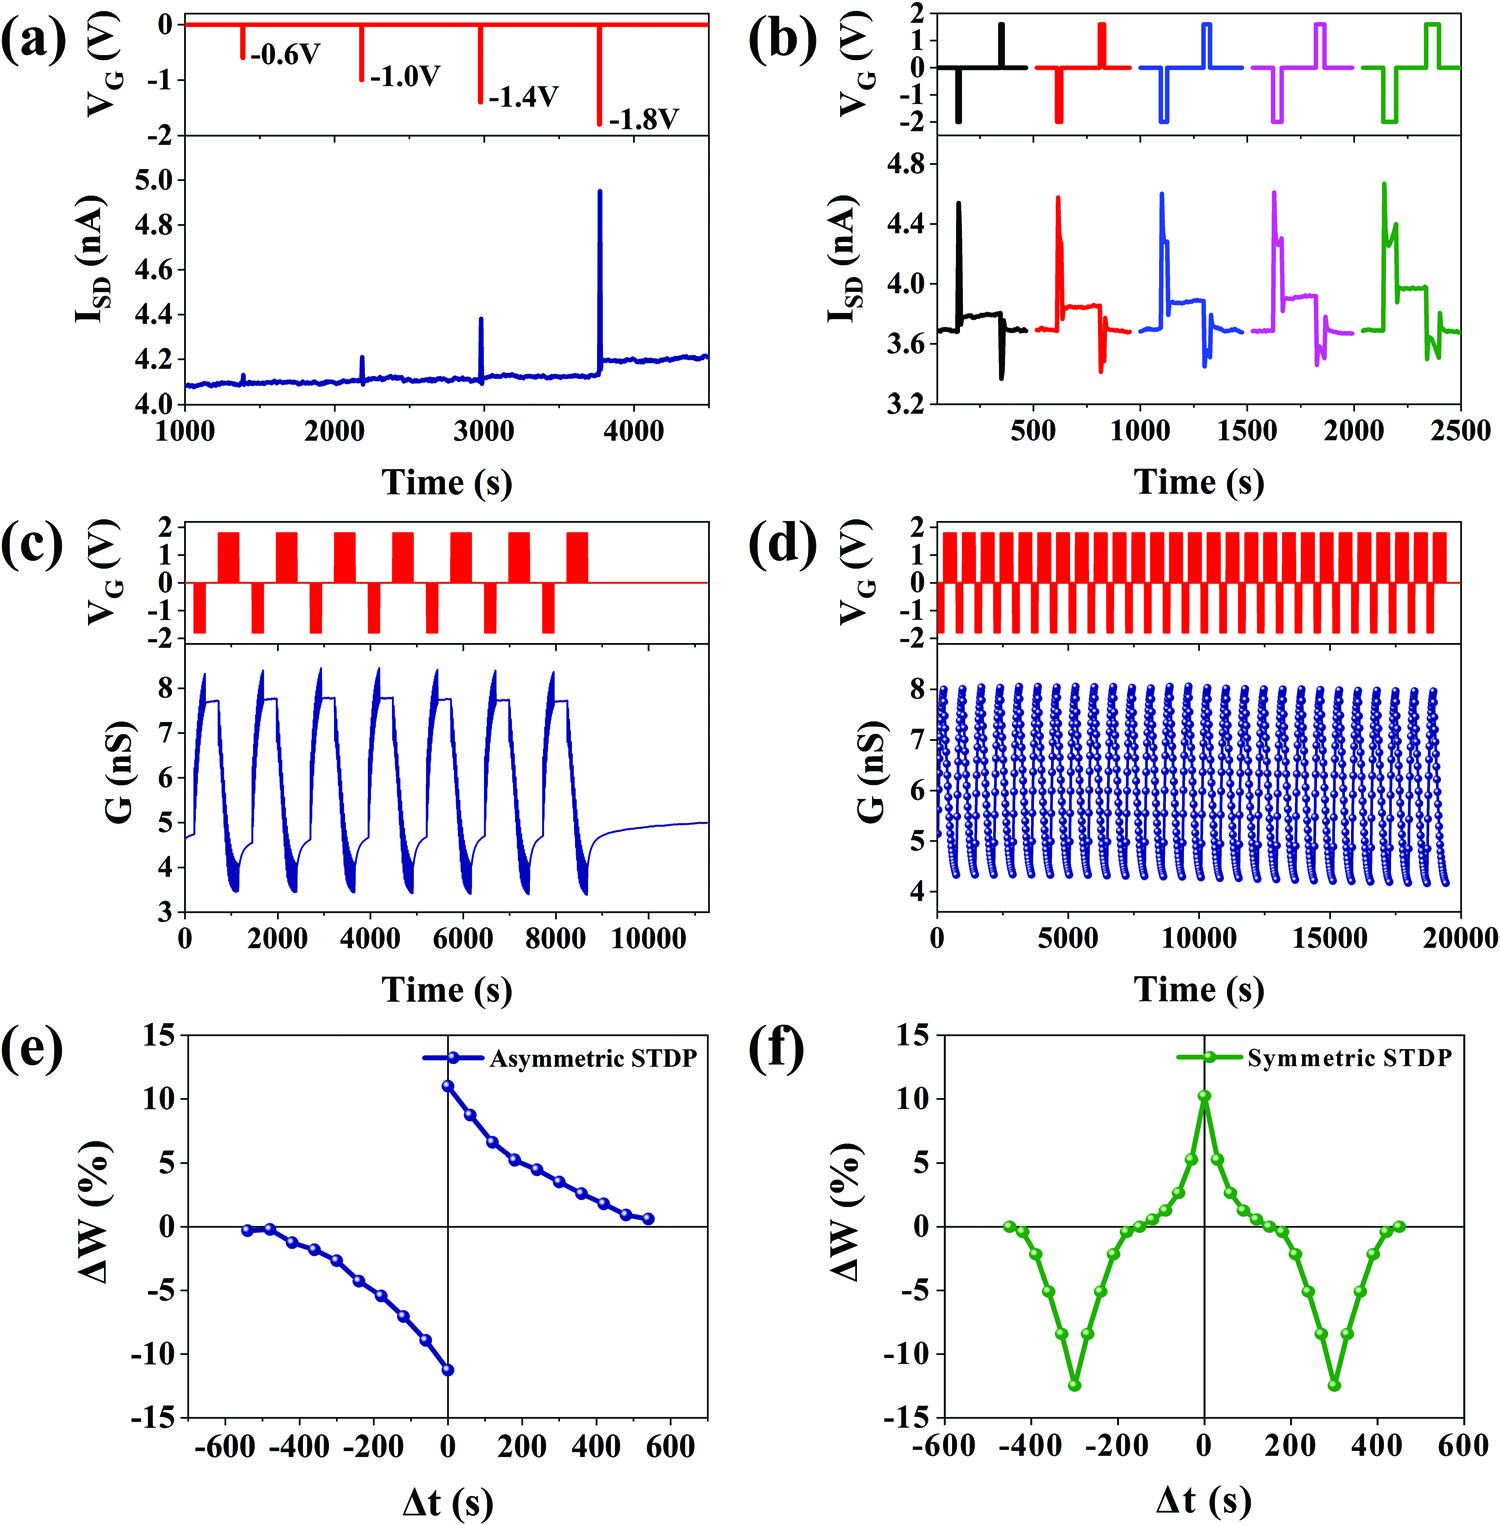 (a)
V_G (V)
0
-1
-2
-0.6V
-1.0V
-1.4V
-1.8V
I_SD (nA)
5.0
4.8
4.6
4.4
4.2
4.0
1000 2000 3000 4000
Time (s)
(b)
V_G (V)
2
1
0
-1
-2
I_SD (nA)
4.8
4.4
4.0
3.6
3.2
500 1000 1500 2000 2500
Time (s)
(c)
V_G (V)
2
1
0
-1
-2
G (nS)
8
7
6
5
4
3
0 2000 4000 6000 8000 10000
Time (s)
(d)
V_G (V)
2
1
0
-1
-2
G (nS)
8
7
6
5
4
0 5000 10000 15000 20000
Time (s)
(e)
ΔW (%)
15
10
5
0
-5
-10
-15
Asymmetric STDP
-600 -400 -200 0 200 400 600
Δt (s)
(f)
ΔW (%)
15
10
5
0
-5
-10
-15
Symmetric STDP
-600 -400 -200 0 200 400 600
Δt (s)